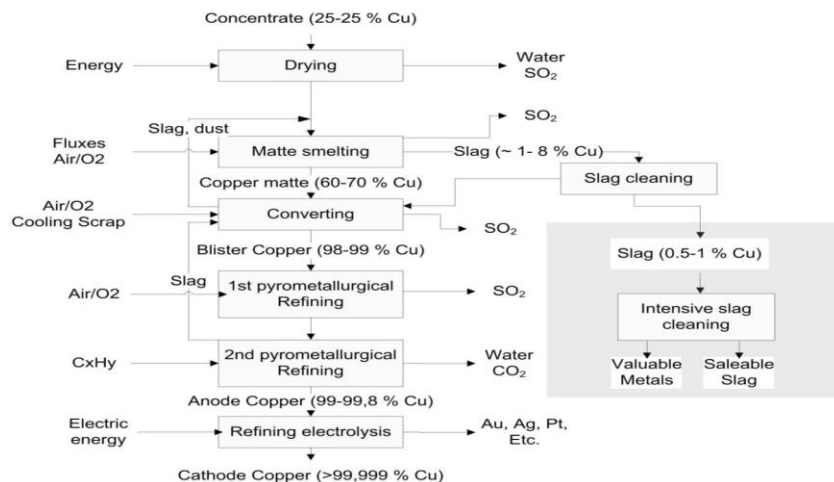 Concentrate (25-25 % Cu)
Energy
Drying
Water
SO₂
Slag, dust
SO₂
Fluxes
Air/O2
Matte smelting
Slag (~ 1- 8 % Cu)
Copper matte (60-70 % Cu)
Slag cleaning
Air/O2
Cooling Scrap
Converting
SO₂
Blister Copper (98-99 % Cu)
Slag (0.5-1 % Cu)
Slag
Air/O2
1st pyrometallurgical
Refining
SO₂
Intensive slag
cleaning
CxHy
2nd pyrometallurgical
Refining
Water
CO₂
Valuable
Metals
Saleable
Slag
Anode Copper (99-99,8 % Cu)
Electric
energy
Refining electrolysis
Au, Ag, Pt,
Etc.
Cathode Copper (>99,999 % Cu)